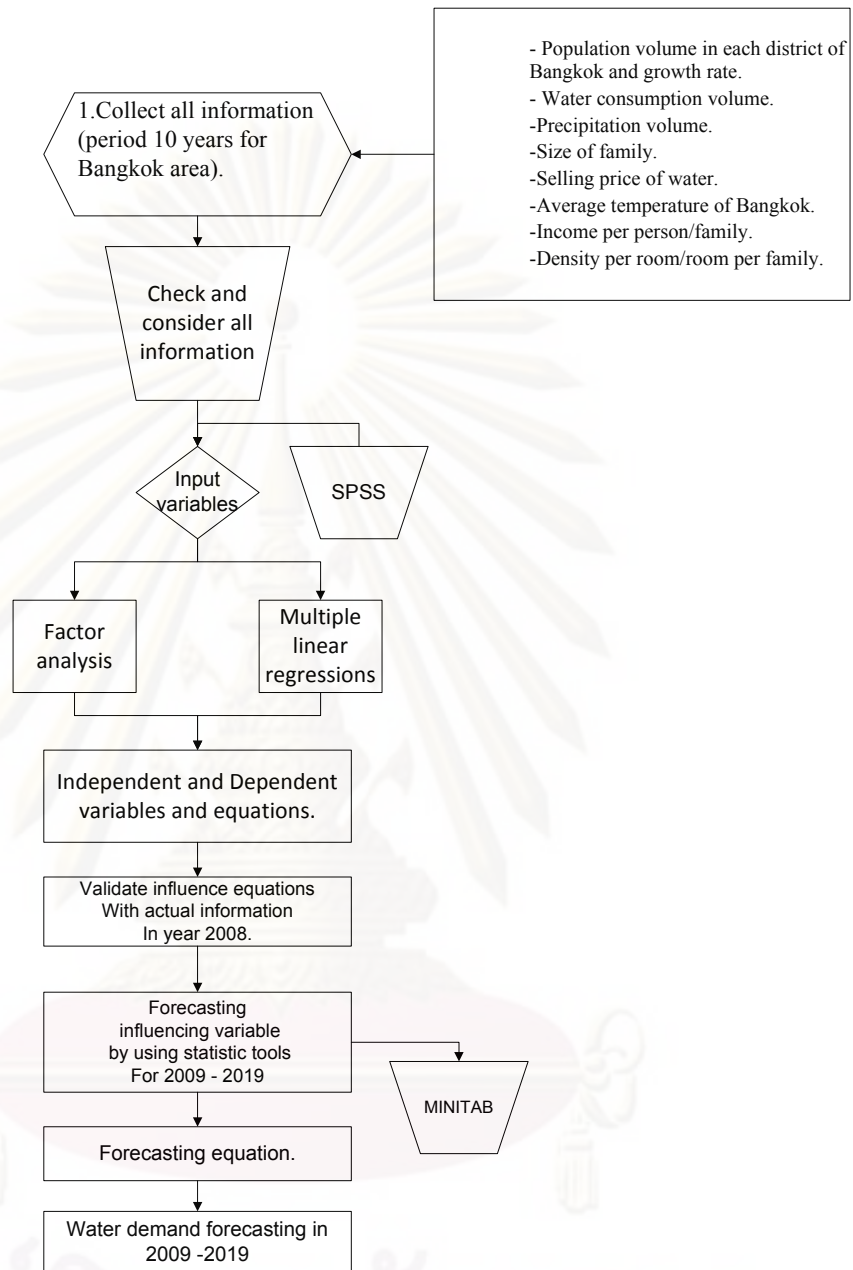 - Population volume in each district of
Bangkok and growth rate.
- Water consumption volume.
-Precipitation volume.
-Size of family.
-Selling price of water.
-Average temperature of Bangkok.
-Income per person/family.
-Density per room/room per family.
1.Collect all information
(period 10 years for
Bangkok area).
Check and
consider all
information
Input
variables
SPSS
Factor
analysis
Multiple
linear
regressions
Independent and Dependent
variables and equations.
Validate influence equations
With actual information
In year 2008.
Forecasting
influencing variable
by using statistic tools
For 2009 - 2019
MINITAB
Forecasting equation.
Water demand forecasting in
2009 -2019